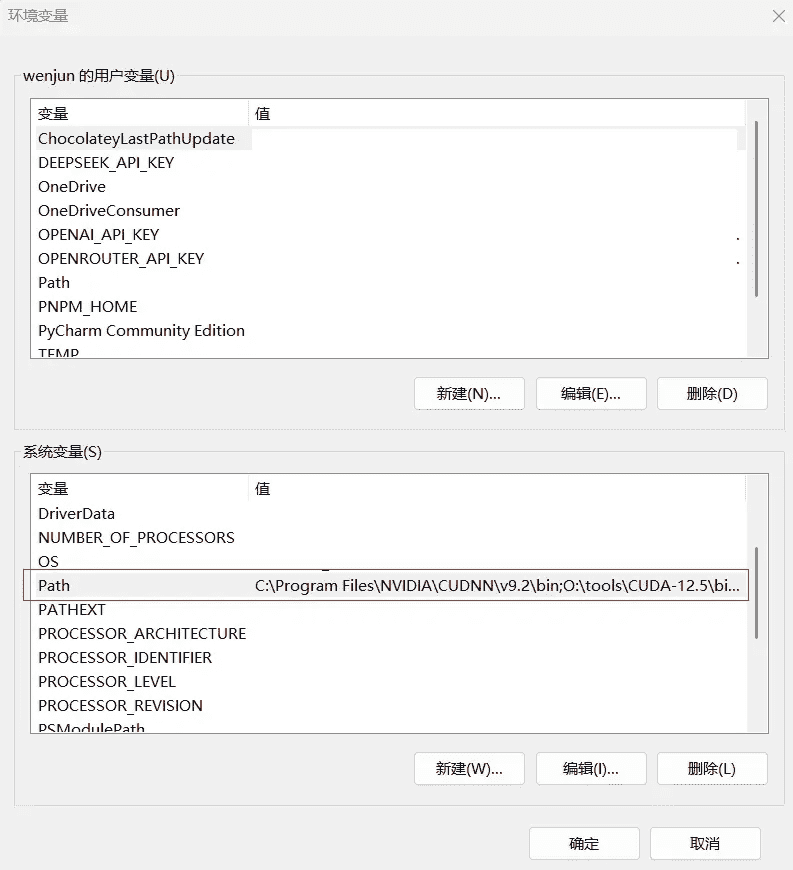 环境变量
wenjun 的用户变量(U)
变量 值
ChocolateyLastPathUpdate
DEEPSEEK_API_KEY
OneDrive
OneDriveConsumer
OPENAI_API_KEY
OPENROUTER_API_KEY
Path
PNPM_HOME
PyCharm Community Edition
TEMP
新建(N)... 编辑(E)... 删除(D)
系统变量(S)
变量 值
DriverData
NUMBER_OF_PROCESSORS
OS
Path C:\Program Files\NVIDIA\CUDNN\v9.2\bin;O:\tools\CUDA-12.5\bi...
PATHEXT
PROCESSOR_ARCHITECTURE
PROCESSOR_IDENTIFIER
PROCESSOR_LEVEL
PROCESSOR_REVISION
PSModulePath
新建(W)... 编辑(I)... 删除(L)
确定 取消